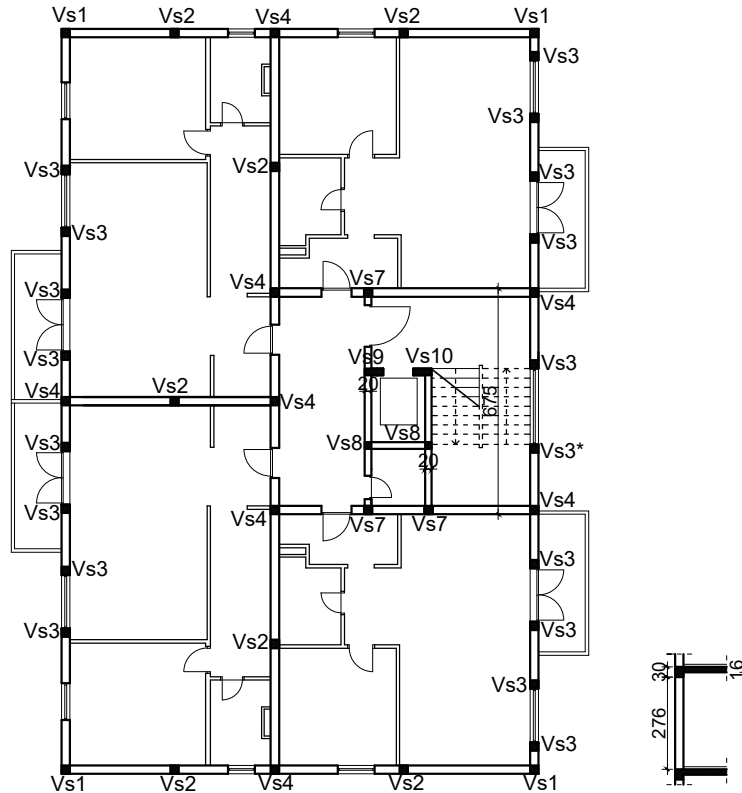 Vs1 Vs2 Vs4 Vs2 Vs1
Vs3
Vs3
Vs3 Vs2 Vs3
Vs3 Vs3
Vs3 Vs4 Vs7 Vs4
Vs3 Vs9 Vs10 Vs3
20
675
Vs4 Vs2 Vs4
Vs3 Vs8 Vs8 Vs3*
20
Vs3 Vs4 Vs7 Vs7 Vs4
Vs3 Vs3
Vs3 Vs2 Vs3
Vs3
30 16
276
Vs3
Vs1 Vs2 Vs4 Vs2 Vs1